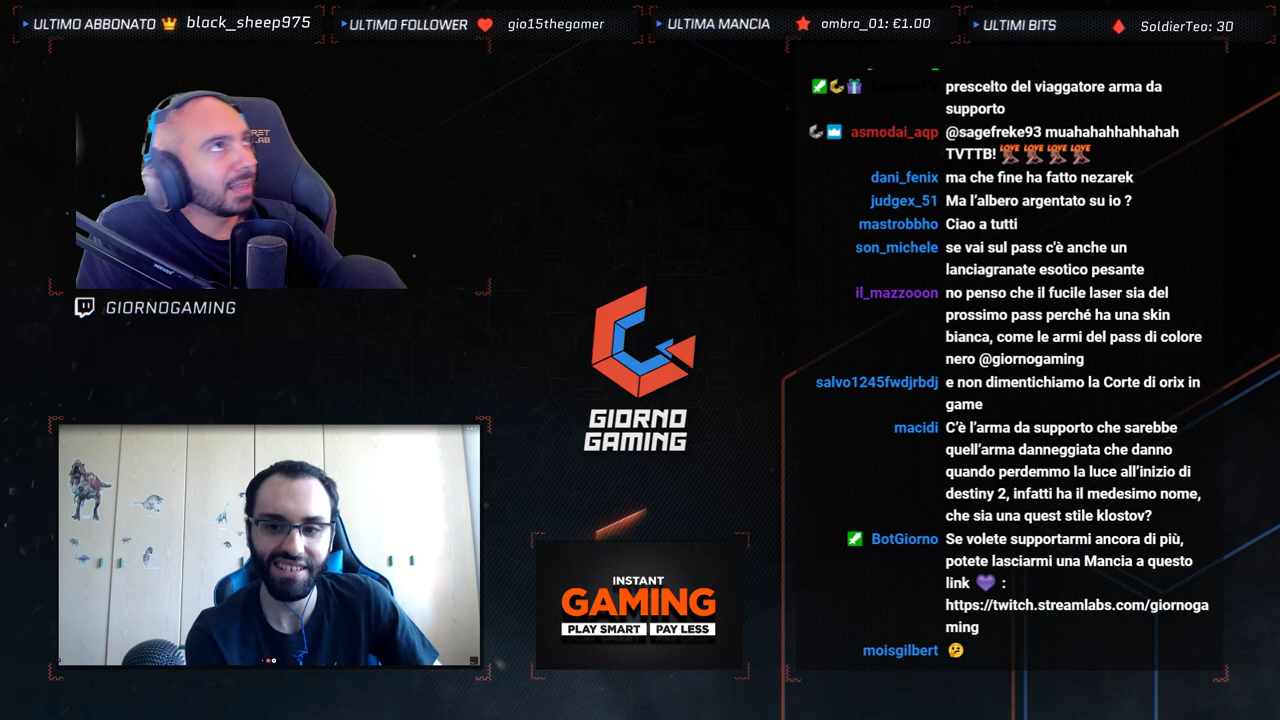 ULTIMO ABBONATO black_sheep975
ULTIMO FOLLOWER gio15thegamer
ULTIMA MANCIA ombra_01: €1.00
ULTIMI BITS SoldierTea: 30
GIORNOGAMING
GIORNO
GAMING
INSTANT
GAMING
PLAY SMART PAY LESS
prescelto del viaggatore arma da
supporto
asmodai_aqp @sagefreke93 muahahahhahhahah
TVTTB! LOVE LOVE LOVE LOVE
dani_fenix ma che fine ha fatto nezarek
judgex_51 Ma l'albero argentato su io ?
mastrobbho Ciao a tutti
son_michele se vai sul pass c'è anche un
lanciagranate esotico pesante
il_mazzooon no penso che il fucile laser sia del
prossimo pass perché ha una skin
bianca, come le armi del pass di colore
nero @giornogaming
salvo1245fwdjrbdj e non dimentichiamo la Corte di orix in
game
macidi C'è l'arma da supporto che sarebbe
quell'arma danneggiata che danno
quando perdemmo la luce all'inizio di
destiny 2, infatti ha il medesimo nome,
che sia una quest stile klostov?
BotGiorno Se volete supportarmi ancora di più,
potete lasciarmi una Mancia a questo
link 💜 :
https://twitch.streamlabs.com/giornoga
ming
moisgilbert 🤔